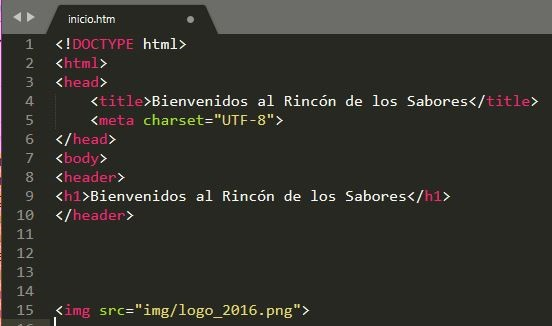 inicio.htm
1 <!DOCTYPE html>
2 <html>
3 <head>
4 <title>Bienvenidos al Rincón de los Sabores</title>
5 <meta charset="UTF-8">
6 </head>
7 <body>
8 <header>
9 <h1>Bienvenidos al Rincón de los Sabores</h1>
10 </header>
11
12
13
14
15 <img src="img/logo_2016.png">
16